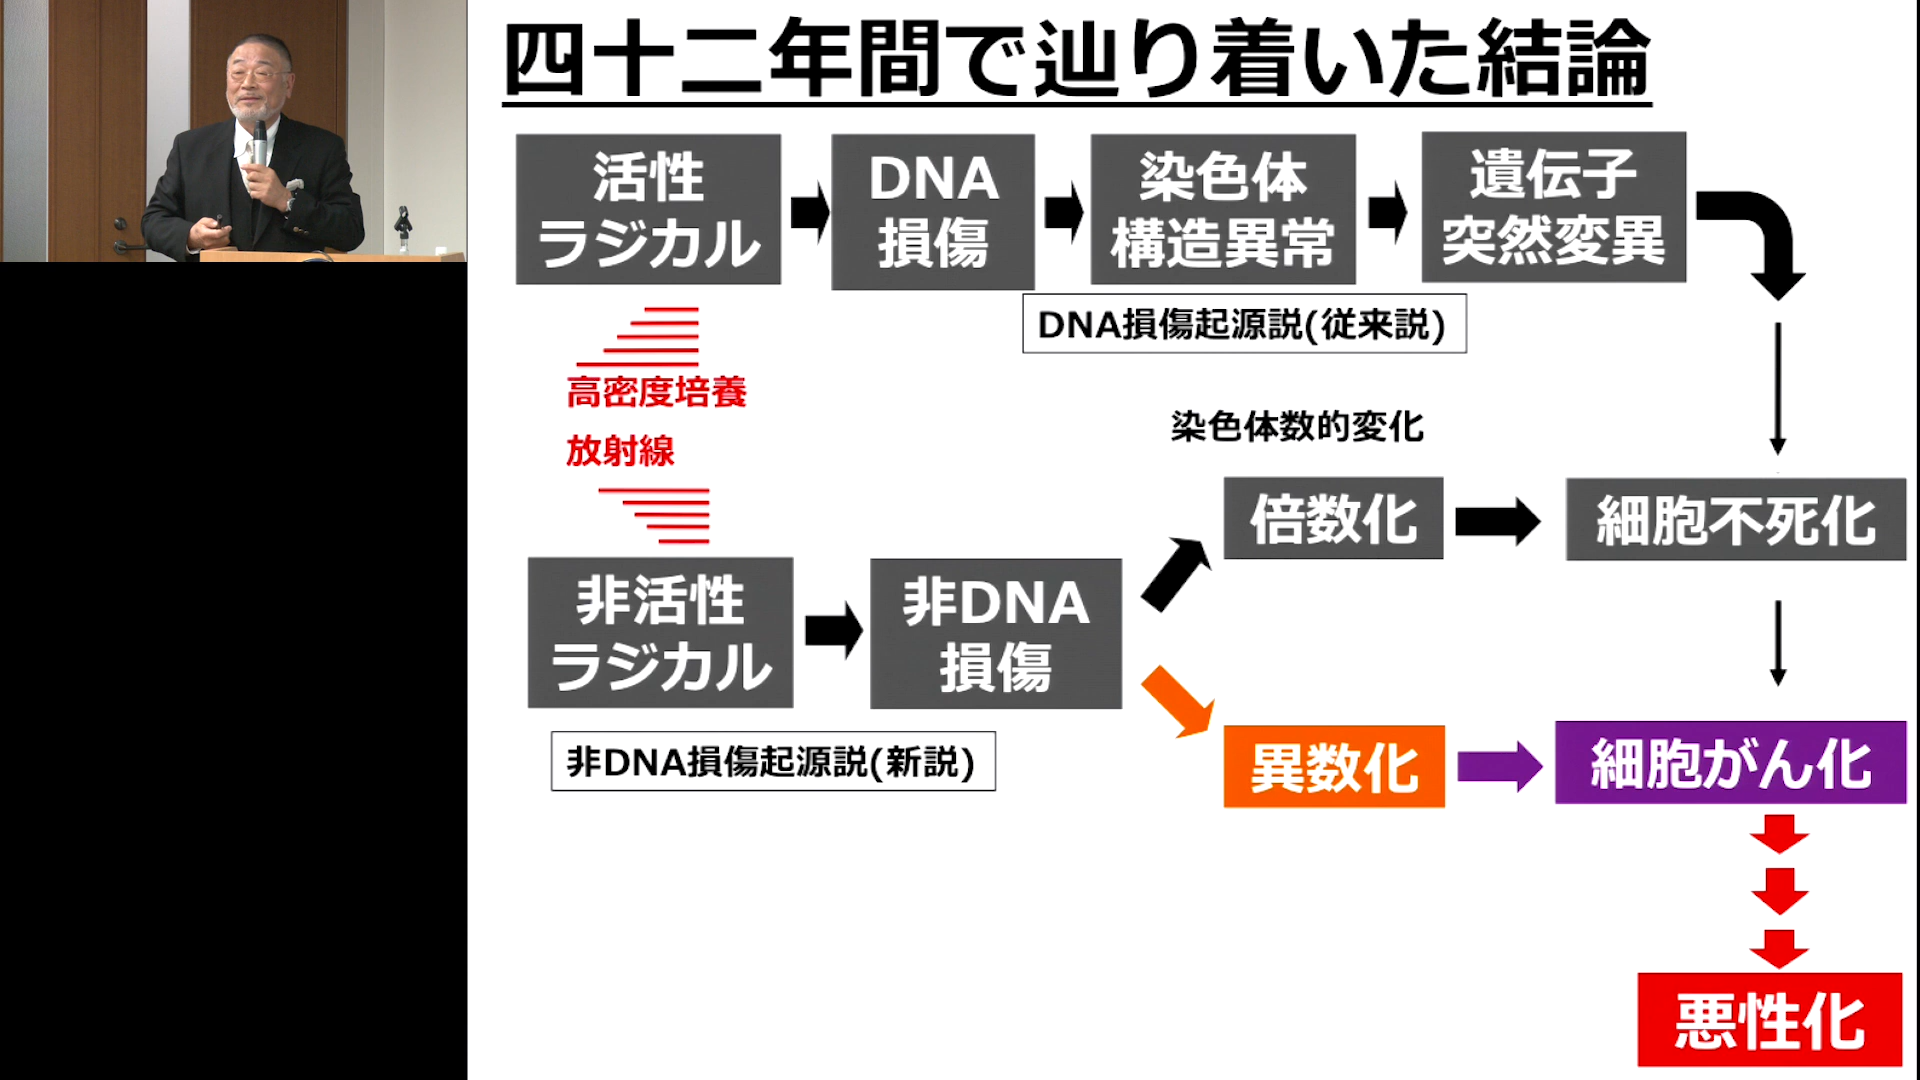 四十二年間で辿り着いた結論
活性
ラジカル
DNA
損傷
染色体
構造異常
遺伝子
突然変異
DNA損傷起源説(従来説)
高密度培養
放射線
染色体数的変化
倍数化
細胞不死化
非活性
ラジカル
非DNA
損傷
非DNA損傷起源説(新説)
異数化
細胞がん化
悪性化